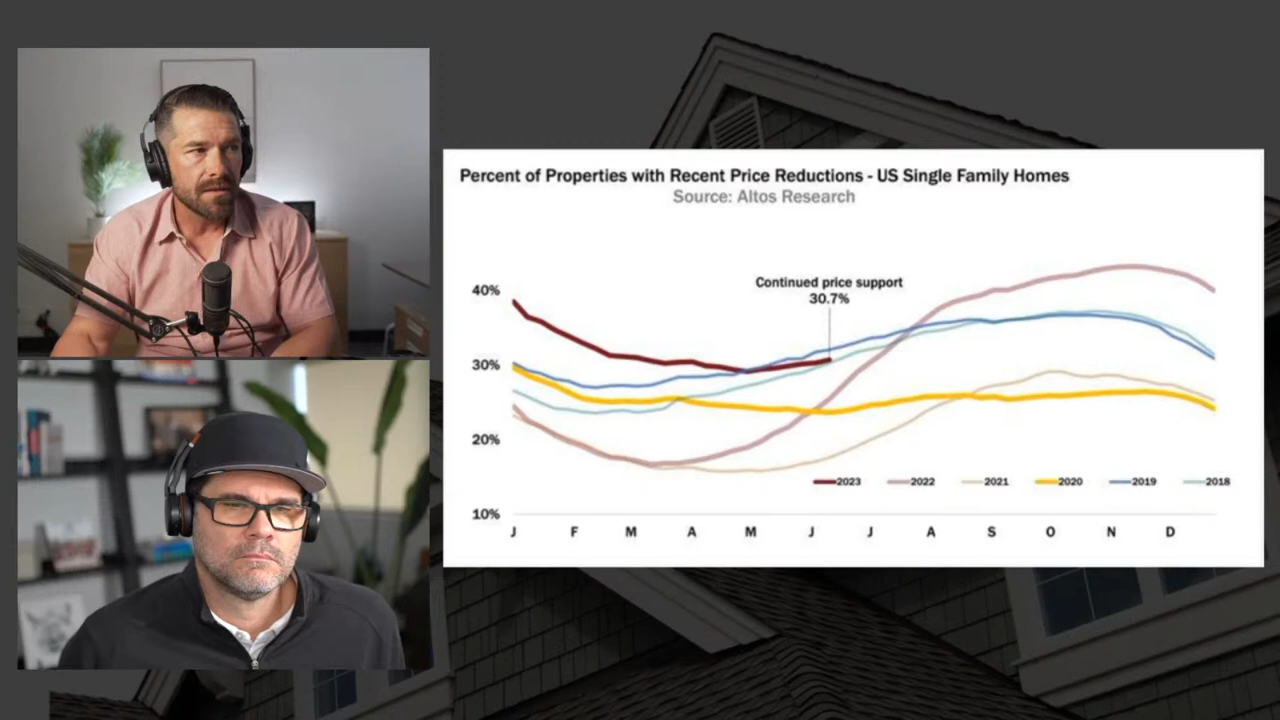 Percent of Properties with Recent Price Reductions - US Single Family Homes
Source: Altos Research
Continued price support
30.7%
40%
30%
20%
10%
2023 2022 2021 2020 2019 2018
J F M A M J J A S O N D